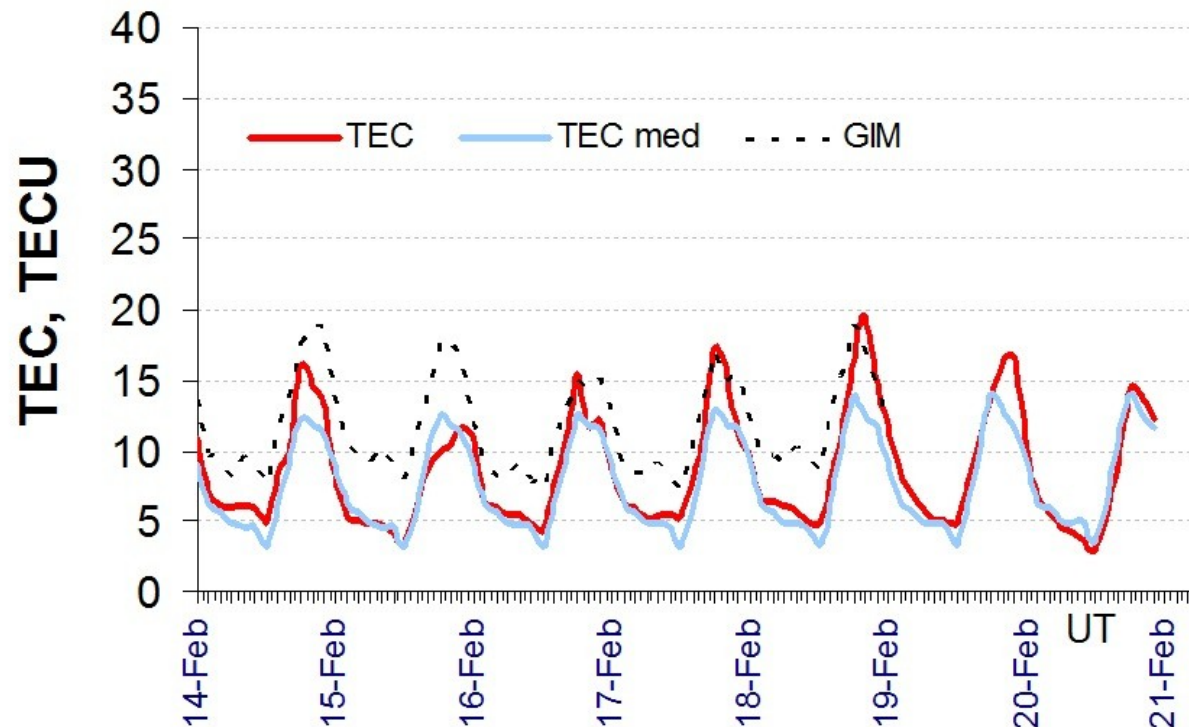 TEC, TECU
40
35
30
25
20
15
10
5
0
TEC
TEC med
GIM
UT
14-Feb
15-Feb
16-Feb
17-Feb
18-Feb
19-Feb
20-Feb
21-Feb